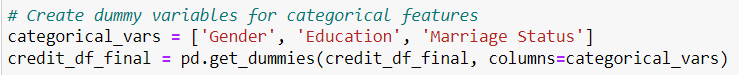 # Create dummy variables for categorical features
categorical_vars = ['Gender', 'Education', 'Marriage Status']
credit_df_final = pd.get_dummies(credit_df_final, columns=categorical_vars)